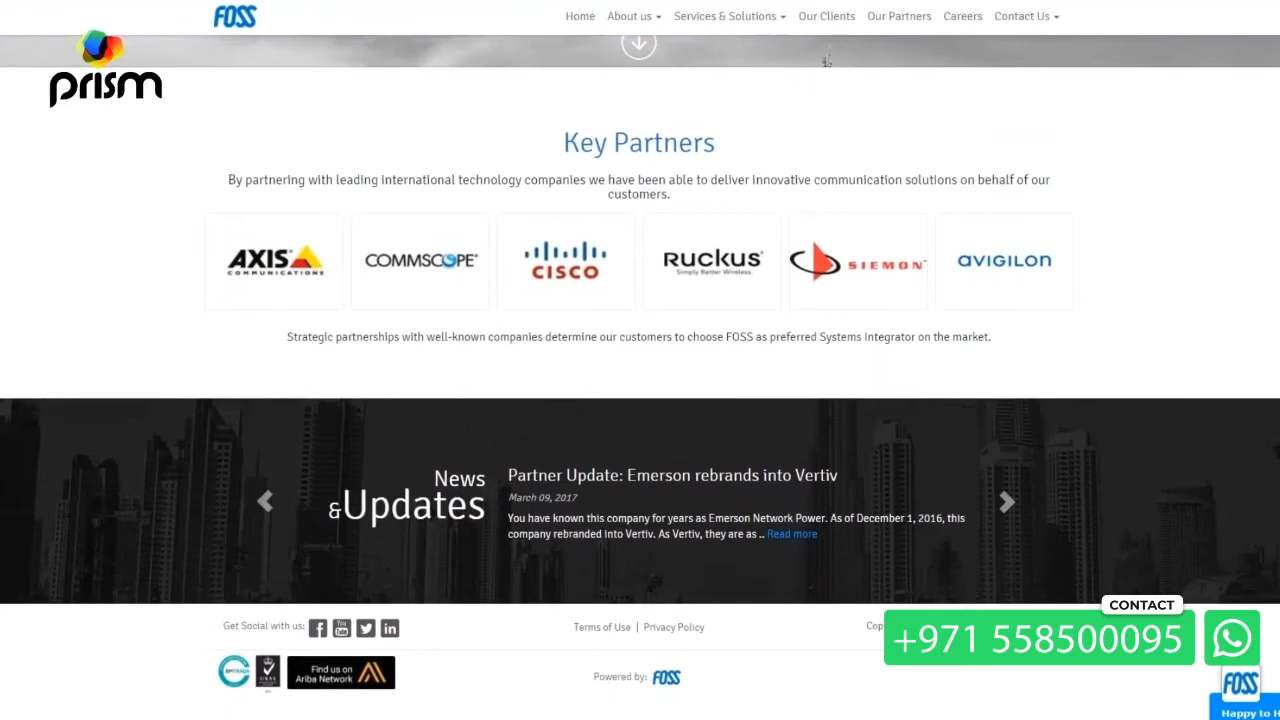 FOSS
Home About us Services & Solutions Our Clients Our Partners Careers Contact Us
prism
Key Partners
By partnering with leading international technology companies we have been able to deliver innovative communication solutions on behalf of our
customers.
AXIS
COMMUNICATIONS
COMMSCOPE®
CISCO
RUCKUS®
Simply Better Wireless.
SIEMON
AVIGILON
Strategic partnerships with well-known companies determine our customers to choose FOSS as preferred Systems Integrator on the market.
News
&Updates
Partner Update: Emerson rebrands into Vertiv
March 09, 2017
You have known this company for years as Emerson Network Power. As of December 1, 2016, this
company rebranded into Vertiv. As Vertiv, they are as .. Read more
Get Social with us:
You
Tube
in
Terms of Use | Privacy Policy
CONTACT
+971 558500095
UKAS
Find us on
Ariba Network
Powered by: FOSS
FOSS
Happy to H